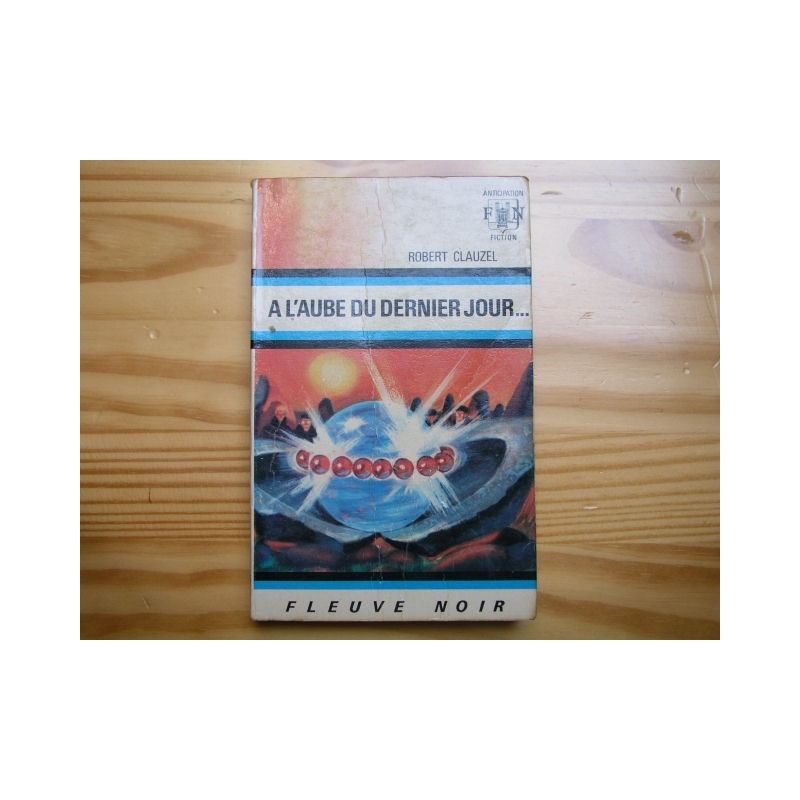 ANTICIPATION
FN
FICTION
ROBERT CLAUZEL
A L'AUBE DU DERNIER JOUR...
FLEUVE NOIR